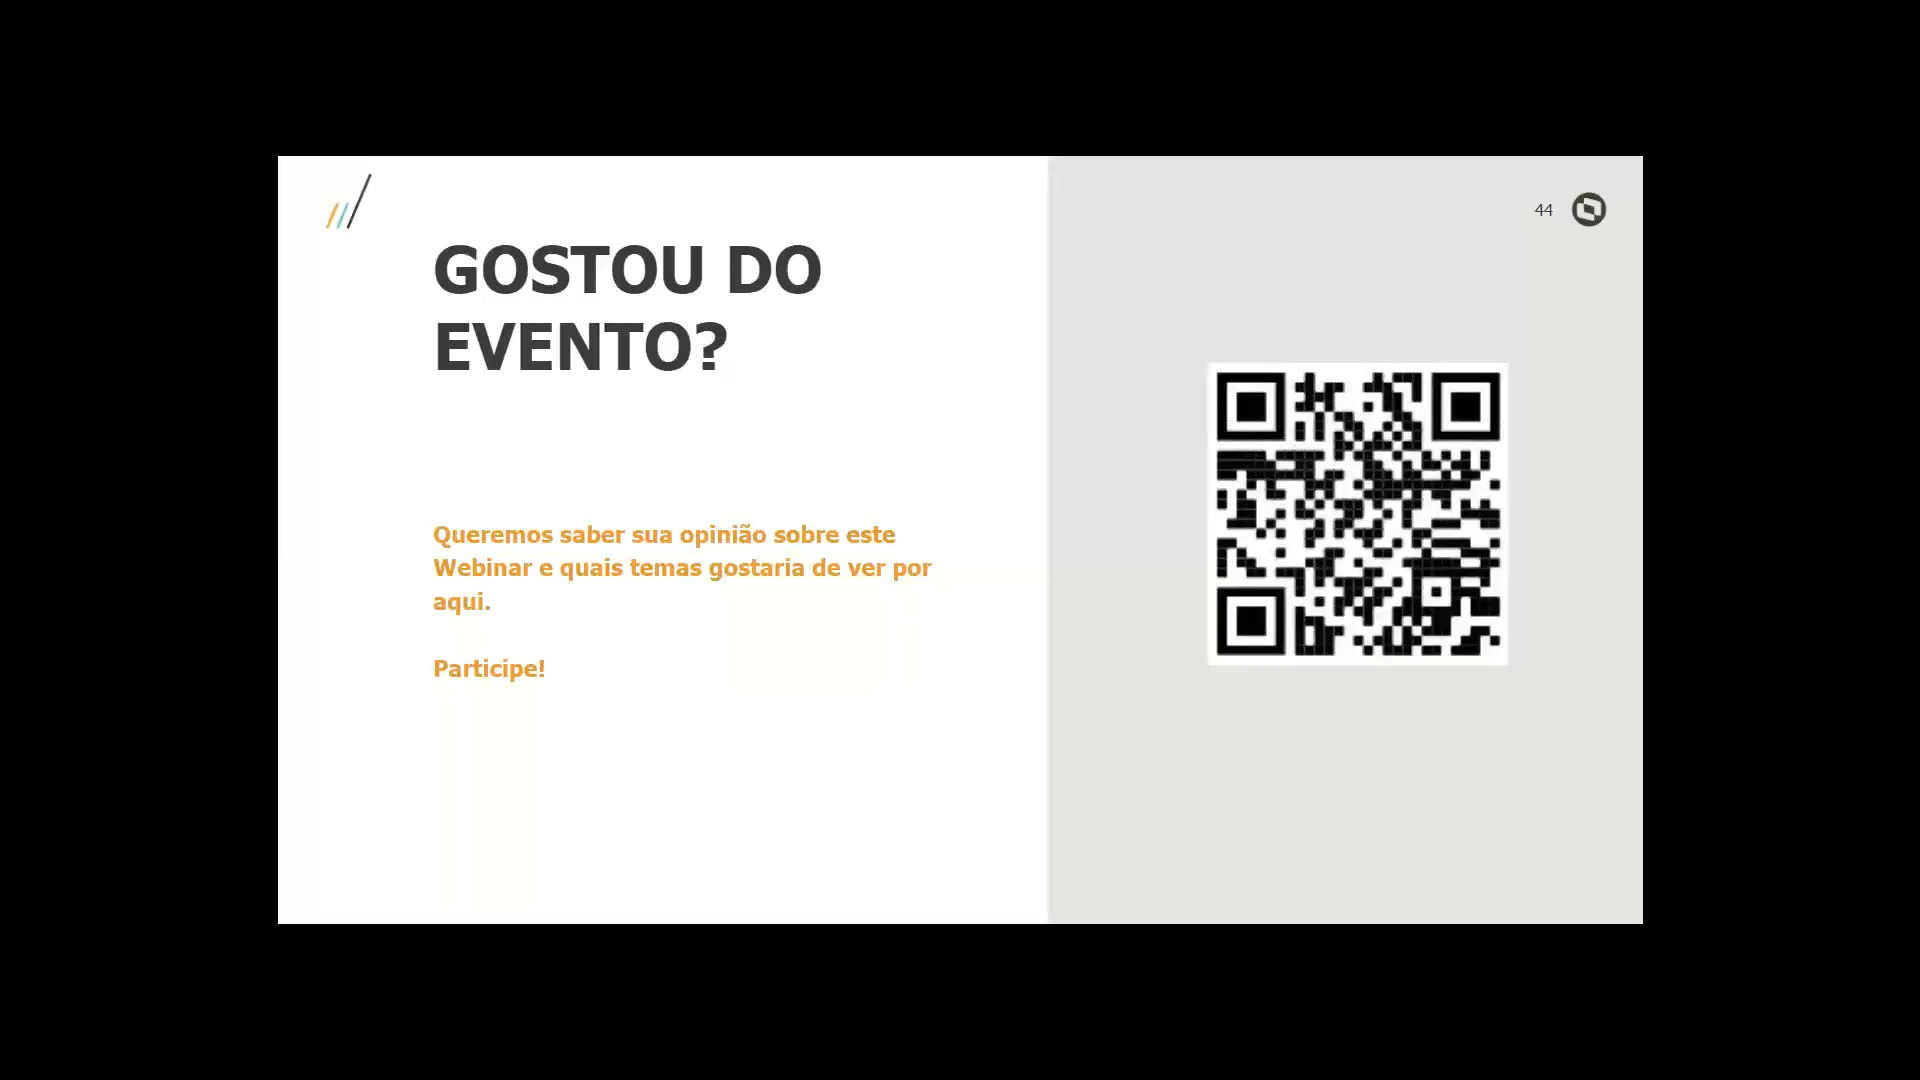 44
GOSTOU DO
EVENTO?
Queremos saber sua opinião sobre este
Webinar e quais temas gostaria de ver por
aqui.
Participe!